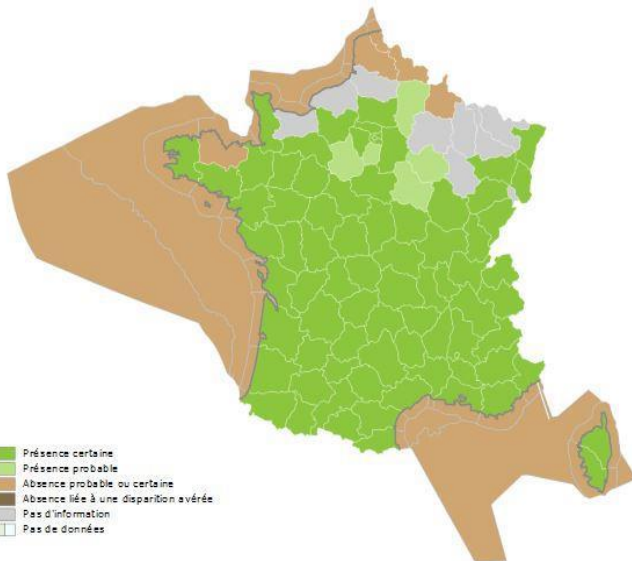 Présence certaine
Présence probable
Absence probable ou certaine
Absence liée à une disparition avérée
Pas d'information
Pas de données